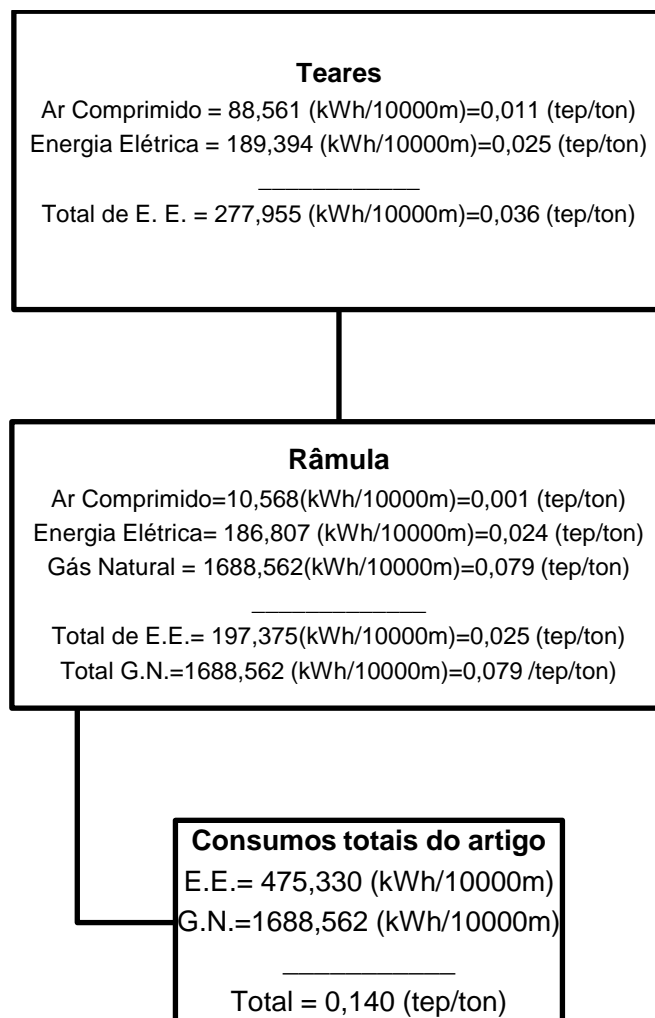 Teares
Ar Comprimido = 88,561 (kWh/10000m)=0,011 (tep/ton)
Energia Elétrica = 189,394 (kWh/10000m)=0,025 (tep/ton)
____________
Total de E. E. = 277,955 (kWh/10000m)=0,036 (tep/ton)
Râmula
Ar Comprimido=10,568(kWh/10000m)=0,001 (tep/ton)
Energia Elétrica= 186,807 (kWh/10000m)=0,024 (tep/ton)
Gás Natural = 1688,562(kWh/10000m)=0,079 (tep/ton)
_____________
Total de E.E.= 197,375(kWh/10000m)=0,025 (tep/ton)
Total G.N.=1688,562 (kWh/10000m)=0,079 /tep/ton)
Consumos totais do artigo
E.E.= 475,330 (kWh/10000m)
G.N.=1688,562 (kWh/10000m)
___________
Total = 0,140 (tep/ton)